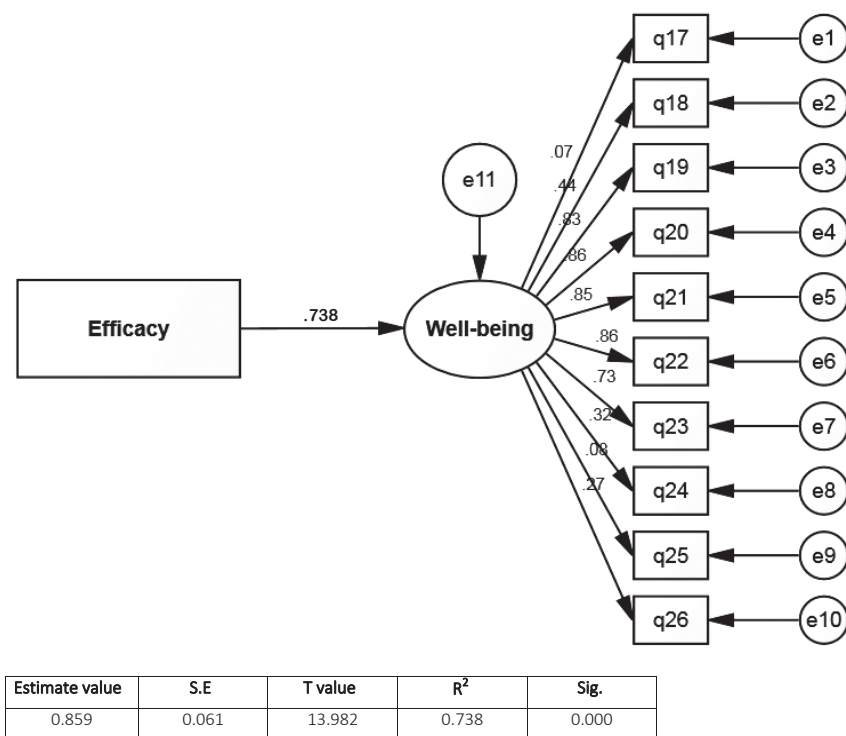 q17 e1
q18 e2
.07
q19 e3
e11
.44
.83
q20 e4
.86
.85 q21 e5
Efficacy .738 Well-being
.86
q22 e6
.73
q23 e7
.32
.08
q24 e8
.27
q25 e9
q26 e10
Estimate value S.E T value R² Sig.
0.859 0.061 13.982 0.738 0.000